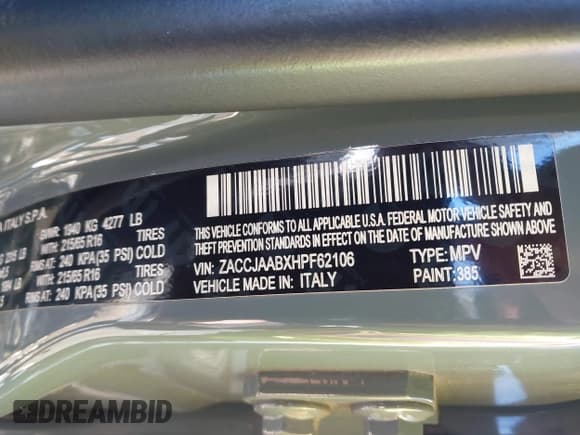 A ITALY S.P.A.
GVWR: 1940 KG 4277 LB
WITH: 215/65 R16 TIRES
RIMS AT: 240 KPA(35 PSI) COLD
WITH: 215/65 R16 TIRES
RIMS AT: 240 KPA(35 PSI) COLD
THIS VEHICLE CONFORMS TO ALL APPLICABLE U.S.A. FEDERAL MOTOR VEHICLE SAFETY AND
THEFT PREVENTION STANDARDS IN EFFECT ON THE DATE OF MANUFACTURE SHOWN ABOVE.
VIN: ZACCJAABXHPF62106 TYPE: MPV
VEHICLE MADE IN: ITALY PAINT: 385
DREAMBID